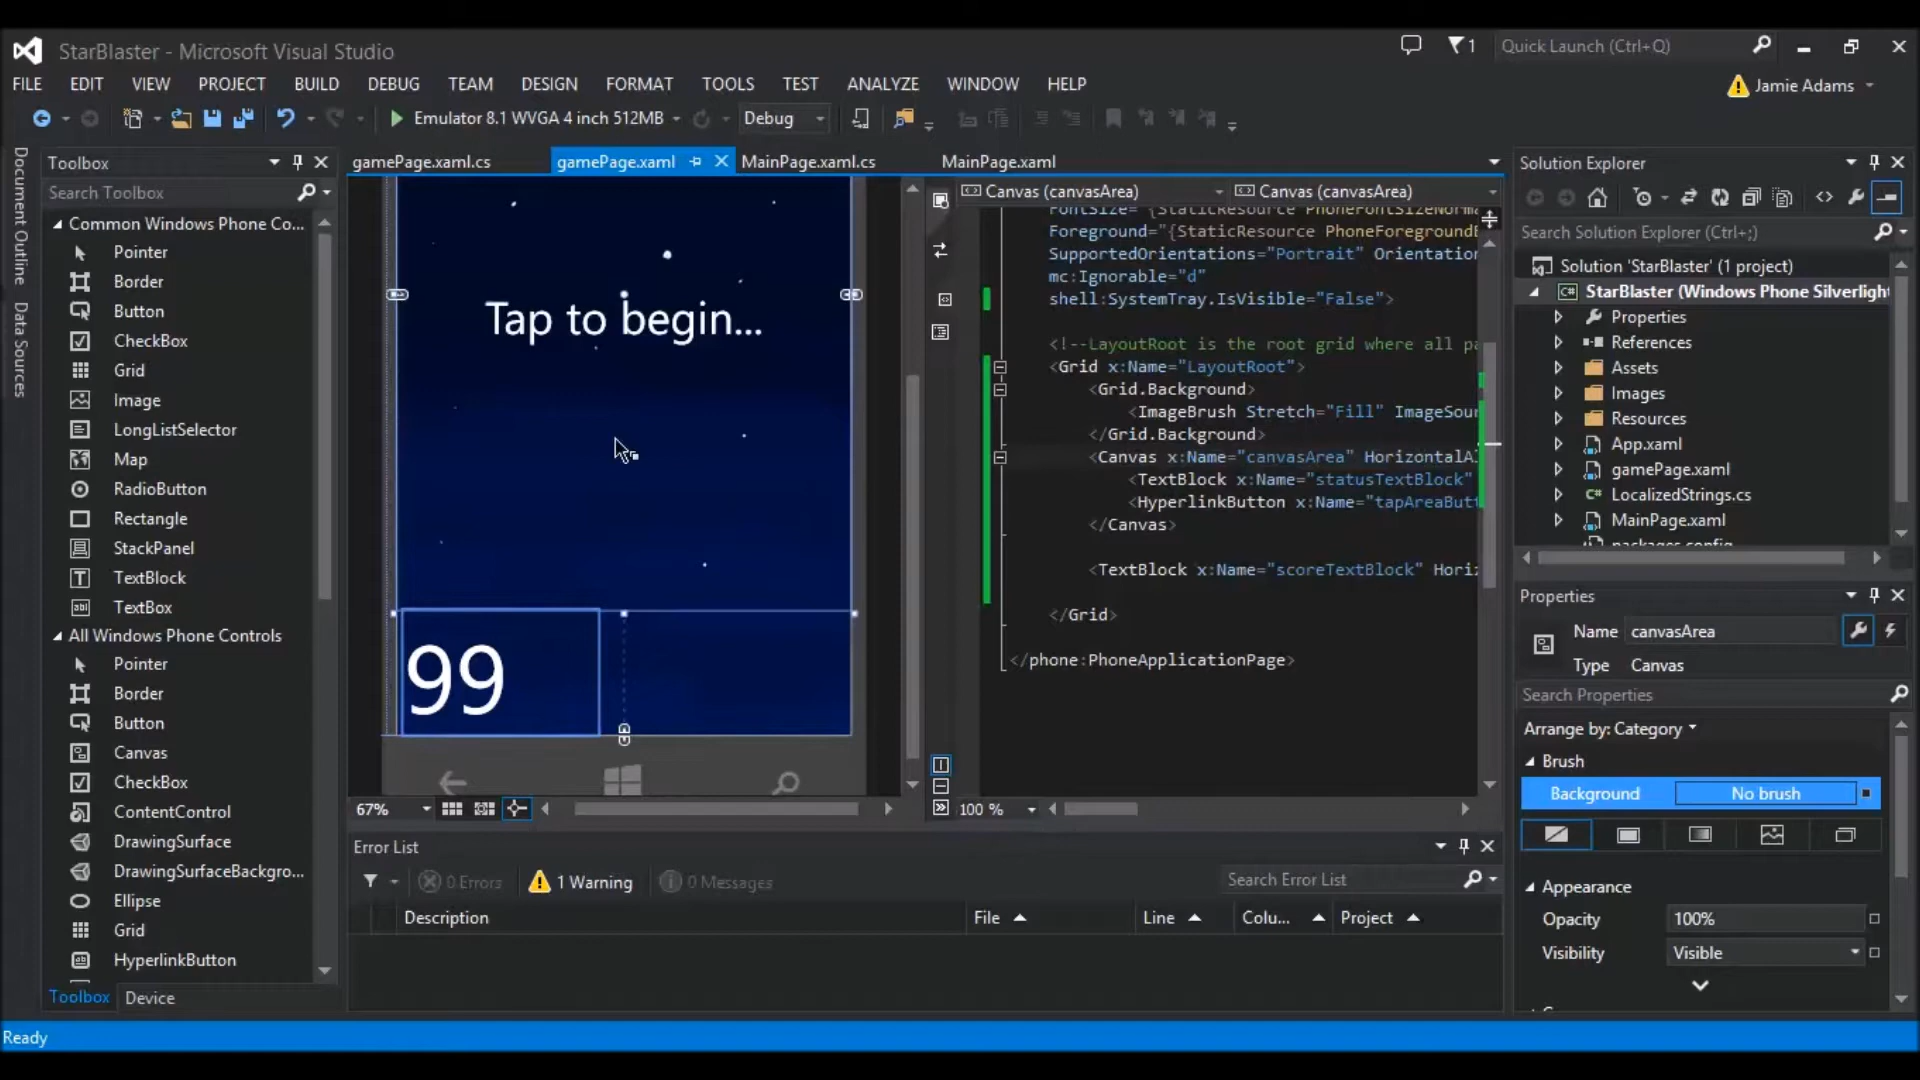 StarBlaster - Microsoft Visual Studio
1
Quick Launch (Ctrl+Q)
FILE EDIT VIEW PROJECT BUILD DEBUG TEAM DESIGN FORMAT TOOLS TEST ANALYZE WINDOW HELP
Jamie Adams
Emulator 8.1 WVGA 4 inch 512MB
Debug
Document Outline
Data Sources
Toolbox
Search Toolbox
Common Windows Phone Co...
Pointer
Border
Button
CheckBox
Grid
Image
LongListSelector
Map
RadioButton
Rectangle
StackPanel
TextBlock
TextBox
All Windows Phone Controls
Pointer
Border
Button
Canvas
CheckBox
ContentControl
DrawingSurface
DrawingSurfaceBackgro...
Ellipse
Grid
HyperlinkButton
Toolbox Device
gamePage.xaml.cs gamePage.xaml MainPage.xaml.cs MainPage.xaml
Tap to begin...
99
67%
Canvas (canvasArea) Canvas (canvasArea)
Foreground="{StaticResource PhoneForegroundB
SupportedOrientations="Portrait" Orientation
mc:Ignorable="d"
shell:SystemTray.IsVisible="False">
<!--LayoutRoot is the root grid where all pa
<Grid x:Name="LayoutRoot">
<Grid.Background>
<ImageBrush Stretch="Fill" ImageSour
</Grid.Background>
<Canvas x:Name="canvasArea" HorizontalAl
<TextBlock x:Name="statusTextBlock"
<HyperlinkButton x:Name="tapAreaButt
</Canvas>
<TextBlock x:Name="scoreTextBlock" Horiz
</Grid>
</phone:PhoneApplicationPage>
100 %
Error List
0 Errors 1 Warning 0 Messages
Search Error List
Description File Line Colu... Project
Solution Explorer
Search Solution Explorer (Ctrl+;)
Solution 'StarBlaster' (1 project)
StarBlaster (Windows Phone Silverlight
Properties
References
Assets
Images
Resources
App.xaml
gamePage.xaml
LocalizedStrings.cs
MainPage.xaml
packages.config
Properties
Name canvasArea
Type Canvas
Search Properties
Arrange by: Category
Brush
Background No brush
Appearance
Opacity 100%
Visibility Visible
Ready